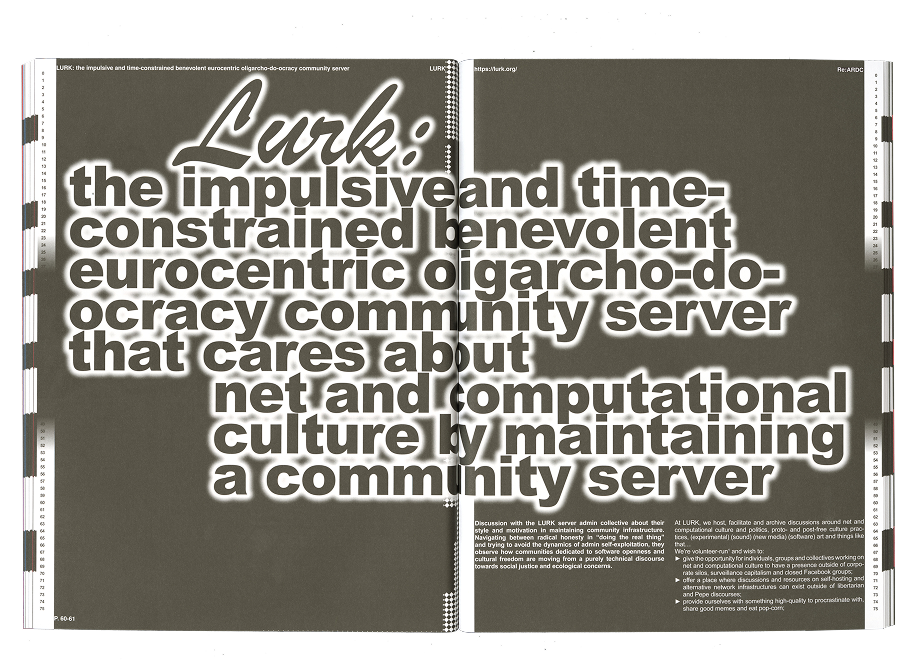 LURK: the impulsive and time-constrained benevolent eurocentric oligarcho-do-ocracy community server
LURK
https://lurk.org/
Re:ARDC
Lurk:
the impulsive and time-
constrained benevolent
eurocentric oligarcho-do-
ocracy community server
that cares about
net and computational
culture by maintaining
a community server
Discussion with the LURK server admin collective about their
style and motivation in maintaining community infrastructure.
Navigating between radical honesty in "doing the real thing"
and trying to avoid the dynamics of admin self-exploitation, they
observe how communities dedicated to software openness and
cultural freedom are moving from a purely technical discourse
towards social justice and ecological concerns.
At LURK, we host, facilitate and archive discussions around net and
computational culture and politics, proto- and post-free culture prac-
tices, (experimental) (sound) (new media) (software) art and things like
that…
We're volunteer-run¹ and wish to:
► give the opportunity for individuals, groups and collectives working on
net and computational culture to have a presence outside of corpo-
rate silos, surveillance capitalism and closed Facebook groups;
► offer a place where discussions and resources on self-hosting and
alternative network infrastructures can exist outside of libertarian
and Pepe discourses;
► provide ourselves with something high-quality to procrastinate with,
share good memes and eat pop-corn;
P. 60-61